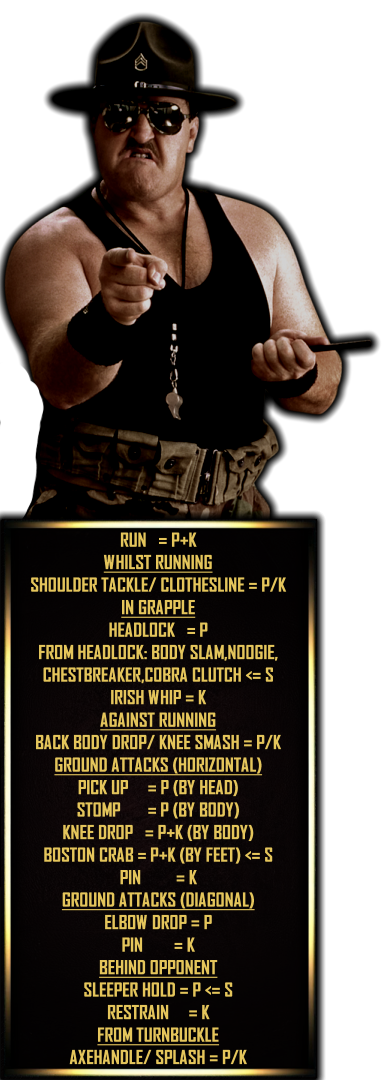 RUN = P+K
WHILST RUNNING
SHOULDER TACKLE/ CLOTHESLINE = P/K
IN GRAPPLE
HEADLOCK = P
FROM HEADLOCK: BODY SLAM,NOOGIE,
CHESTBREAKER,COBRA CLUTCH <= S
IRISH WHIP = K
AGAINST RUNNING
BACK BODY DROP/ KNEE SMASH = P/K
GROUND ATTACKS (HORIZONTAL)
PICK UP = P (BY HEAD)
STOMP = P (BY BODY)
KNEE DROP = P+K (BY BODY)
BOSTON CRAB = P+K (BY FEET) <= S
PIN = K
GROUND ATTACKS (DIAGONAL)
ELBOW DROP = P
PIN = K
BEHIND OPPONENT
SLEEPER HOLD = P <= S
RESTRAIN = K
FROM TURNBUCKLE
AXEHANDLE/ SPLASH = P/K